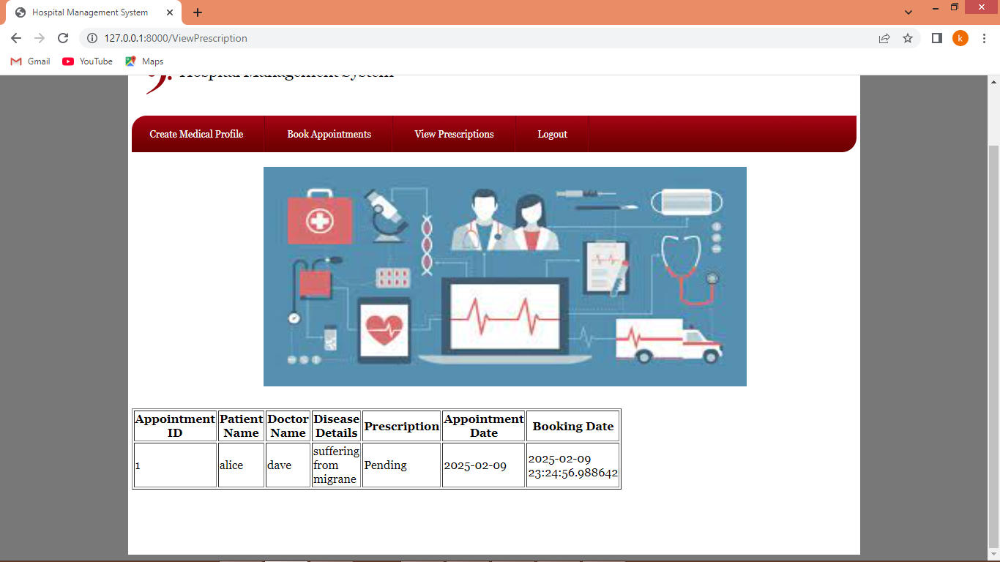 Hospital Management System
127.0.0.1:8000/ViewPrescription
k
Gmail YouTube Maps
Hospital Management System
Create Medical Profile Book Appointments View Prescriptions Logout
Appointment ID Patient Name Doctor Name Disease Details Prescription Appointment Date Booking Date
1 alice dave suffering from migrane Pending 2025-02-09 2025-02-09 23:24:56.988642